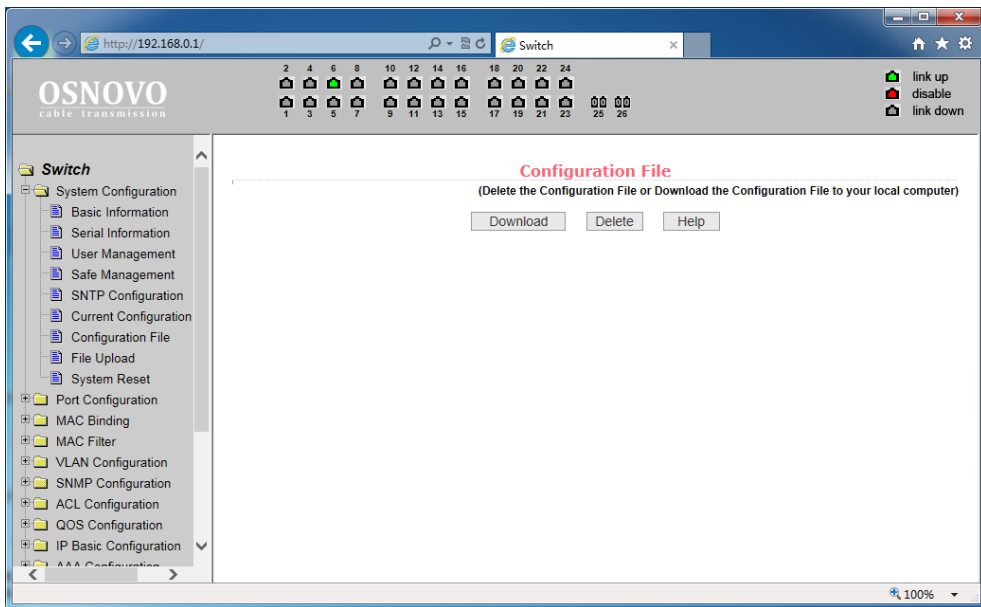 http://192.168.0.1/
Switch
OSNOVO
cable transmission
2 4 6 8 10 12 14 16 18 20 22 24
1 3 5 7 9 11 13 15 17 19 21 23 25 26
link up
disable
link down
Switch
System Configuration
Basic Information
Serial Information
User Management
Safe Management
SNTP Configuration
Current Configuration
Configuration File
File Upload
System Reset
Port Configuration
MAC Binding
MAC Filter
VLAN Configuration
SNMP Configuration
ACL Configuration
QOS Configuration
IP Basic Configuration
AAA Configuration
Configuration File
(Delete the Configuration File or Download the Configuration File to your local computer)
Download Delete Help
100%